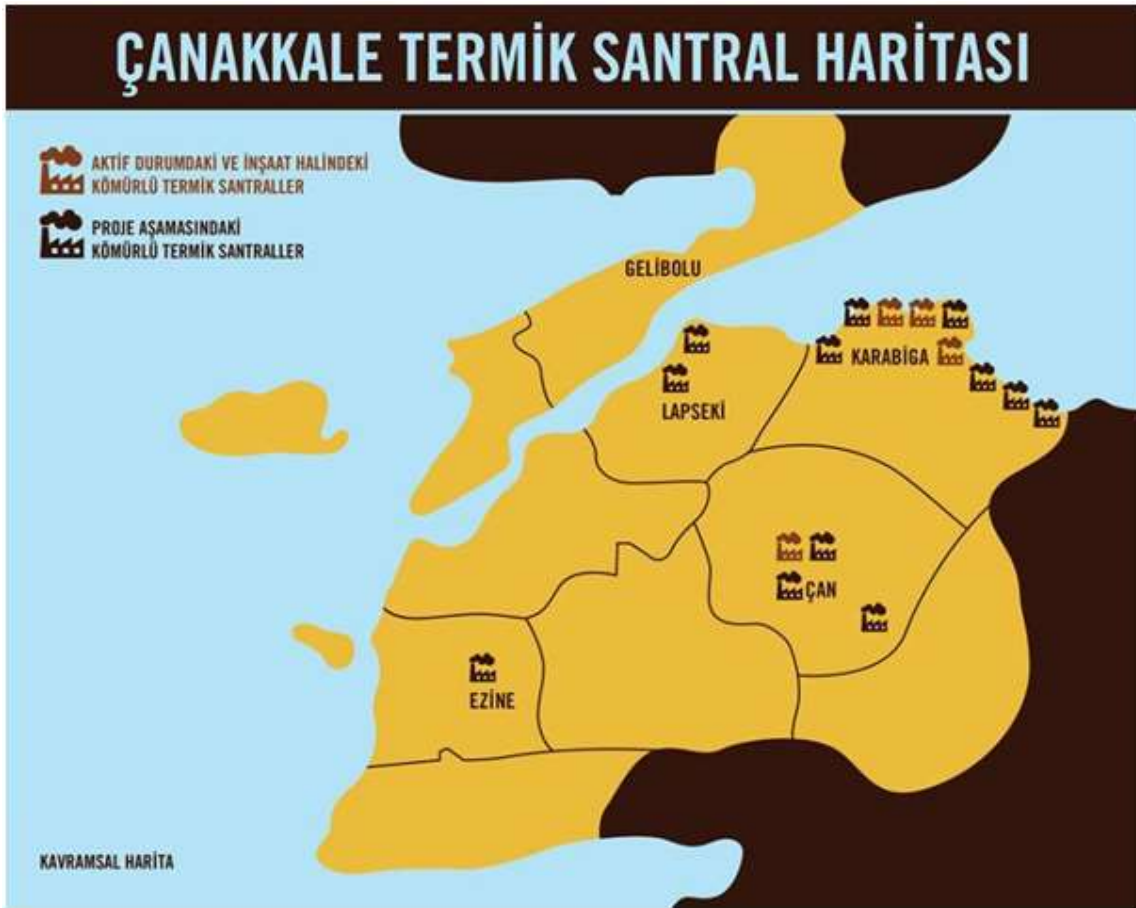 ÇANAKKALE TERMİK SANTRAL HARİTASI
AKTİF DURUMDAKİ VE İNŞAAT HALİNDEKİ
KÖMÜRLÜ TERMİK SANTRALLER
PROJE AŞAMASINDAKİ
KÖMÜRLÜ TERMİK SANTRALLER
GELİBOLU
KARABİGA
LAPSEKİ
ÇAN
EZİNE
KAVRAMSAL HARİTA